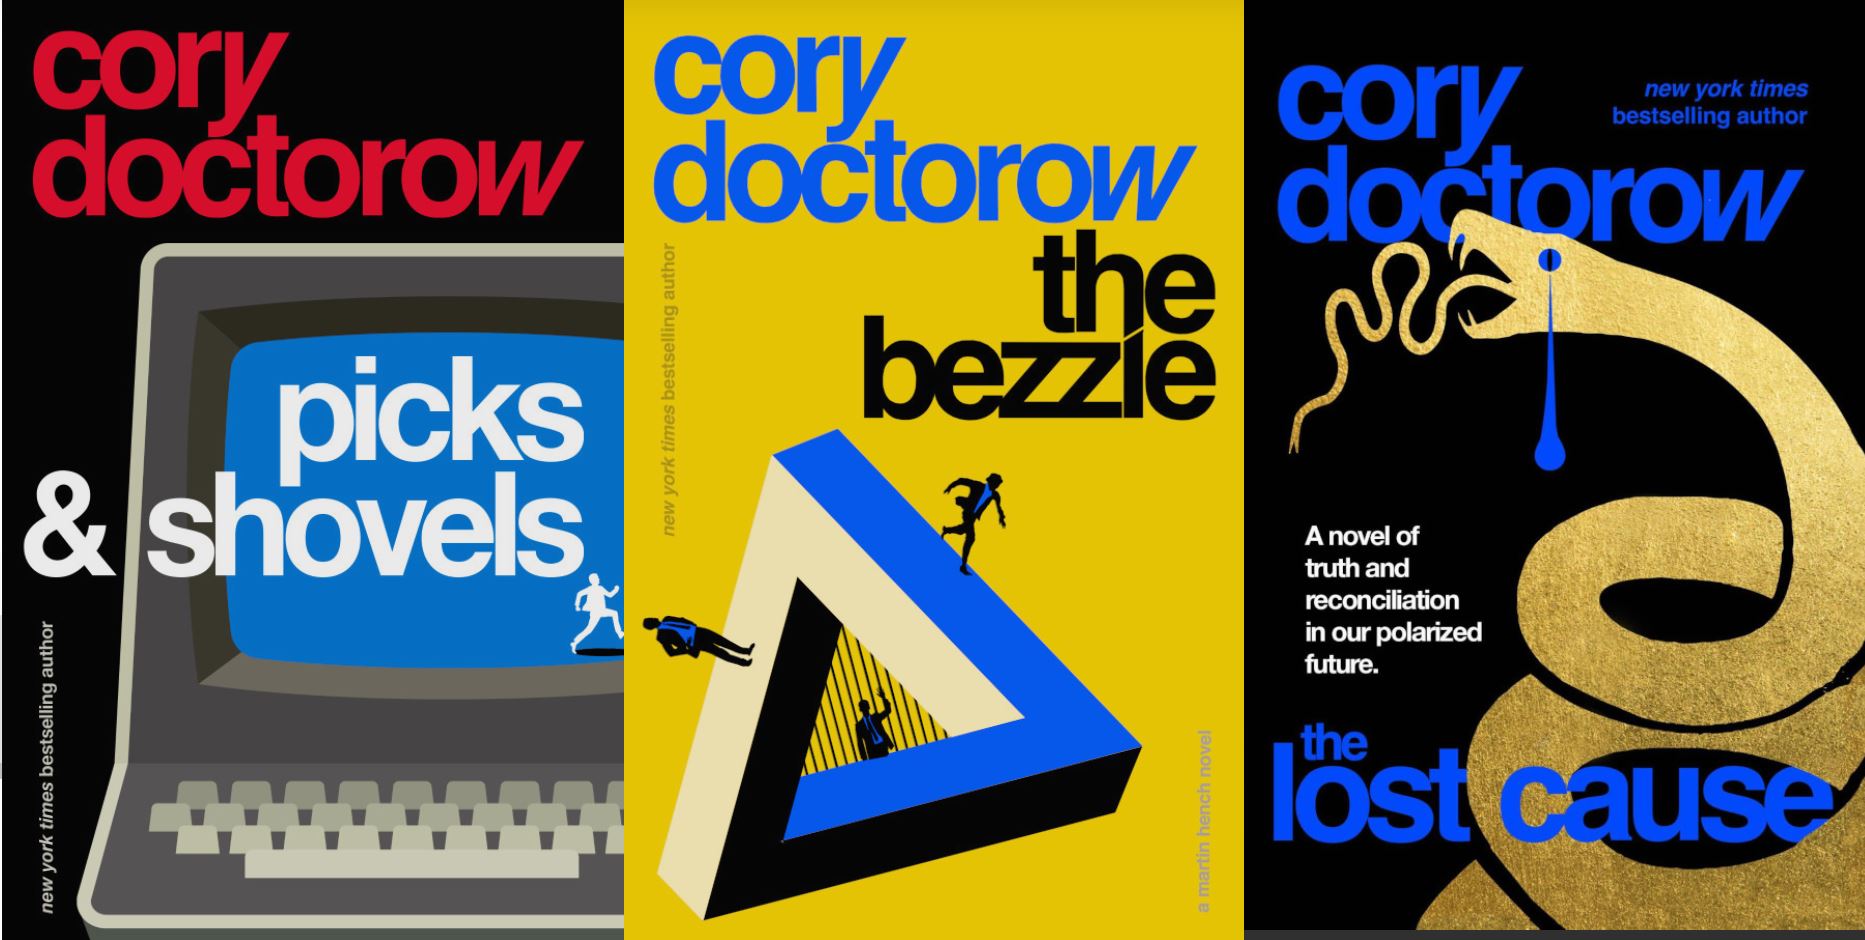 cory
doctorow
picks
& shovels
new york times bestselling author
cory
doctorow
the
bezzle
new york times bestselling author
a martin hench novel
cory
doctorow
new york times
bestselling author
A novel of
truth and
reconciliation
in our polarized
future.
the
lost cause